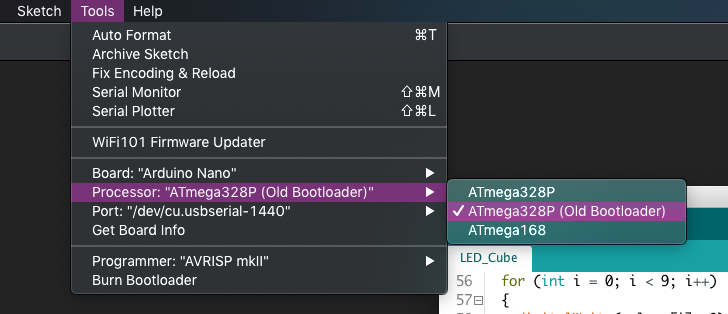 Sketch Tools Help
Auto Format ⌘T
Archive Sketch
Fix Encoding & Reload
Serial Monitor ⇧⌘M
Serial Plotter ⇧⌘L
WiFi101 Firmware Updater
Board: "Arduino Nano"
Processor: "ATmega328P (Old Bootloader)"
Port: "/dev/cu.usbserial-1440"
Get Board Info
Programmer: "AVRISP mkII"
Burn Bootloader
ATmega328P
✓ ATmega328P (Old Bootloader)
ATmega168
LED_Cube
56 for (int i = 0; i < 9; i++)
57 {